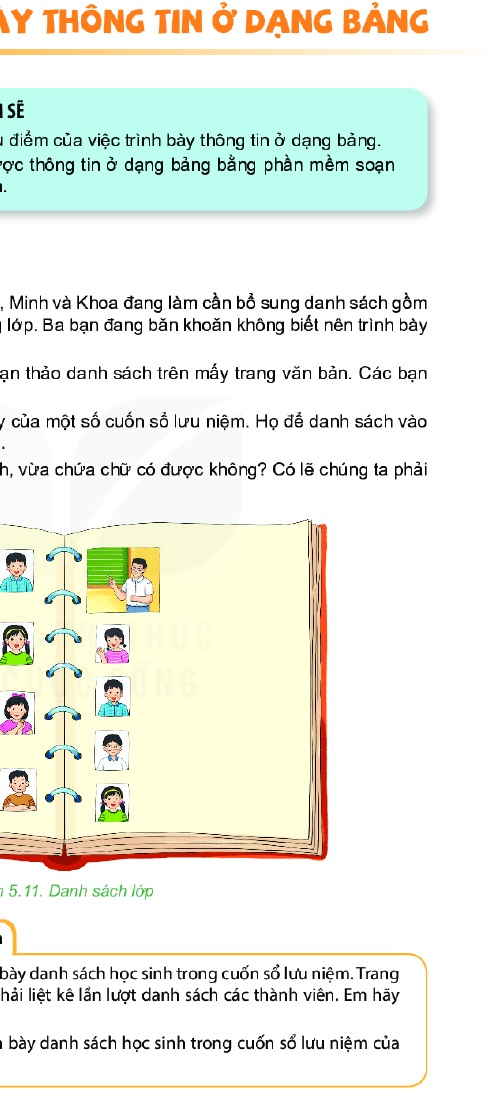 ÀY THÔNG TIN Ở DẠNG BẢNG
SẼ
điểm của việc trình bày thông tin ở dạng bảng.
ợc thông tin ở dạng bảng bằng phần mềm soạn
, Minh và Khoa đang làm cần bổ sung danh sách gồm
lớp. Ba bạn đang băn khoăn không biết nên trình bày
ạn thảo danh sách trên mấy trang văn bản. Các bạn
của một số cuốn sổ lưu niệm. Họ để danh sách vào
h, vừa chứa chữ có được không? Có lẽ chúng ta phải
THỨC
SỐNG
5.11. Danh sách lớp
bày danh sách học sinh trong cuốn sổ lưu niệm. Trang
hải liệt kê lần lượt danh sách các thành viên. Em hãy
bày danh sách học sinh trong cuốn sổ lưu niệm của